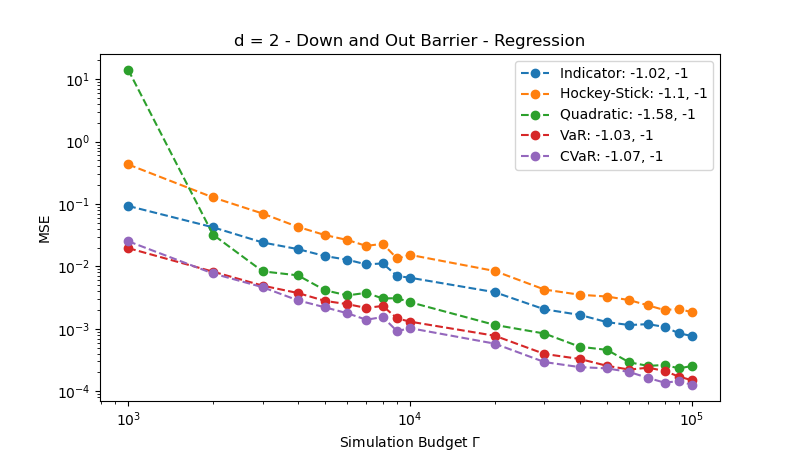 d = 2 - Down and Out Barrier - Regression
Indicator: -1.02, -1
Hockey-Stick: -1.1, -1
Quadratic: -1.58, -1
VaR: -1.03, -1
CVaR: -1.07, -1
MSE
10¹
10⁰
10⁻¹
10⁻²
10⁻³
10⁻⁴
10³
10⁴
10⁵
Simulation Budget Γ